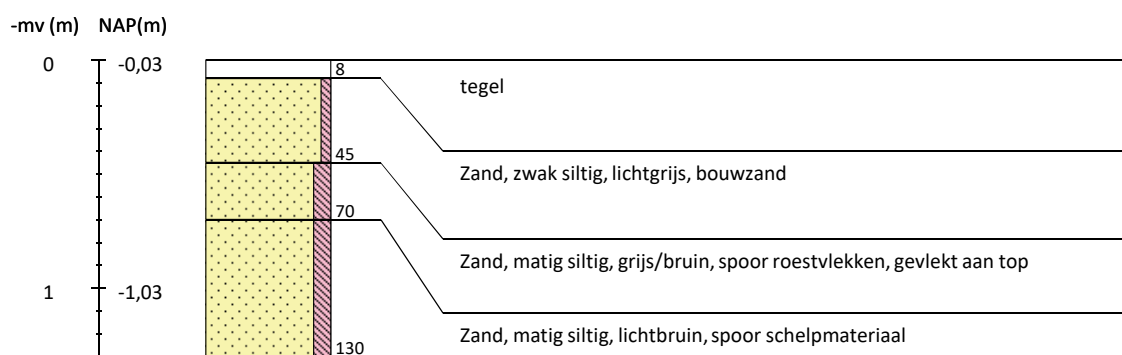 -mv (m) NAP(m)
0 -0,03
8
tegel
45
Zand, zwak siltig, lichtgrijs, bouwzand
70
Zand, matig siltig, grijs/bruin, spoor roestvlekken, gevlekt aan top
1 -1,03
Zand, matig siltig, lichtbruin, spoor schelpmateriaal
130